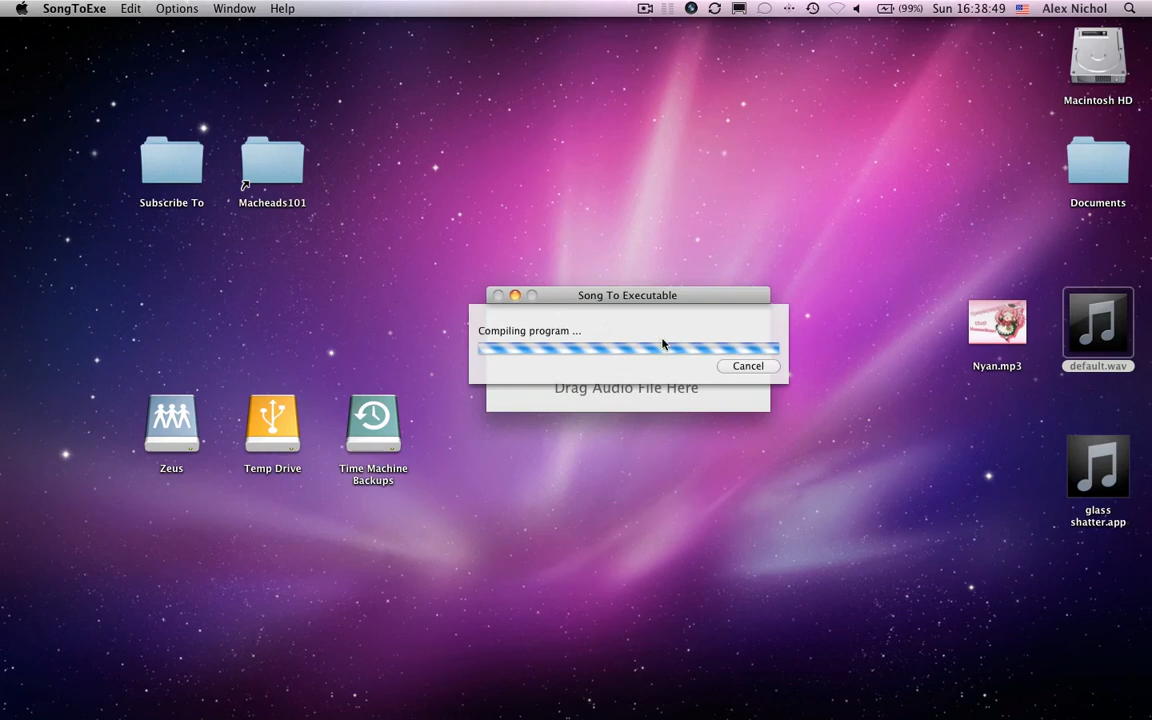 SongToExe Edit Options Window Help (99%) Sun 16:38:49 Alex Nichol
Macintosh HD
Subscribe To Macheads101 Documents
Song To Executable
Compiling program ...
Cancel
Drag Audio File Here
Nyan.mp3 default.wav
Zeus Temp Drive Time Machine
Backups
glass
shatter.app